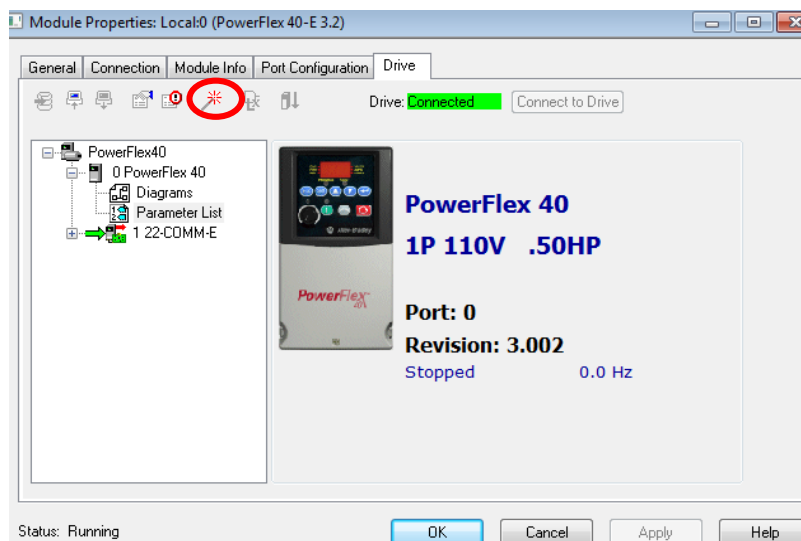 Module Properties: Local:0 (PowerFlex 40-E 3.2)
General Connection Module Info Port Configuration Drive
Drive: Connected Connect to Drive
PowerFlex40
0 PowerFlex 40
Diagrams
Parameter List
1 22-COMM-E
PowerFlex
PowerFlex 40
1P 110V .50HP
Port: 0
Revision: 3.002
Stopped 0.0 Hz
Status: Running OK Cancel Apply Help